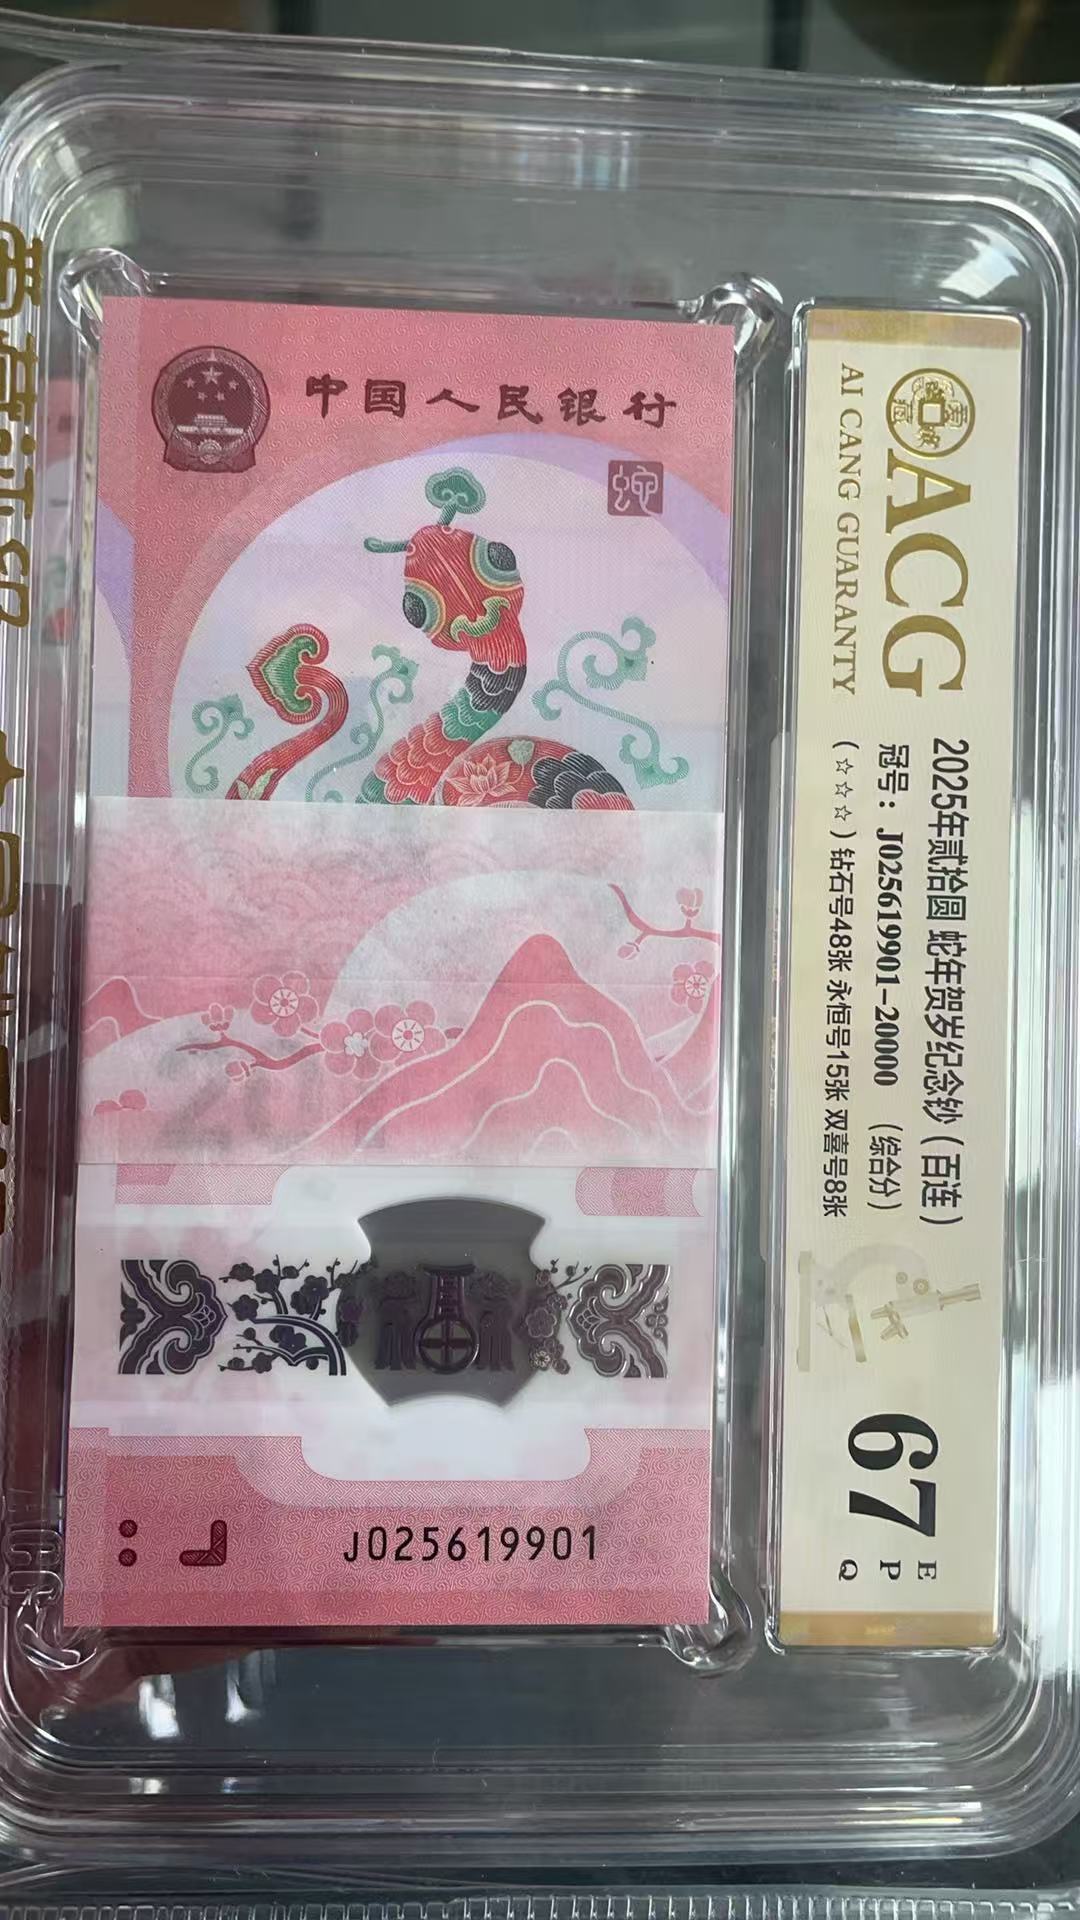 中国人民银行
蛇
J025619901
ACG
AI CANG GUARANTY
2025年贰拾圆 蛇年贺岁纪念钞（百连）
冠号：J025619901-20000 （综合分）
（☆☆☆）钻石号48张 永恒号15张 双喜号8张
67
E
P
Q